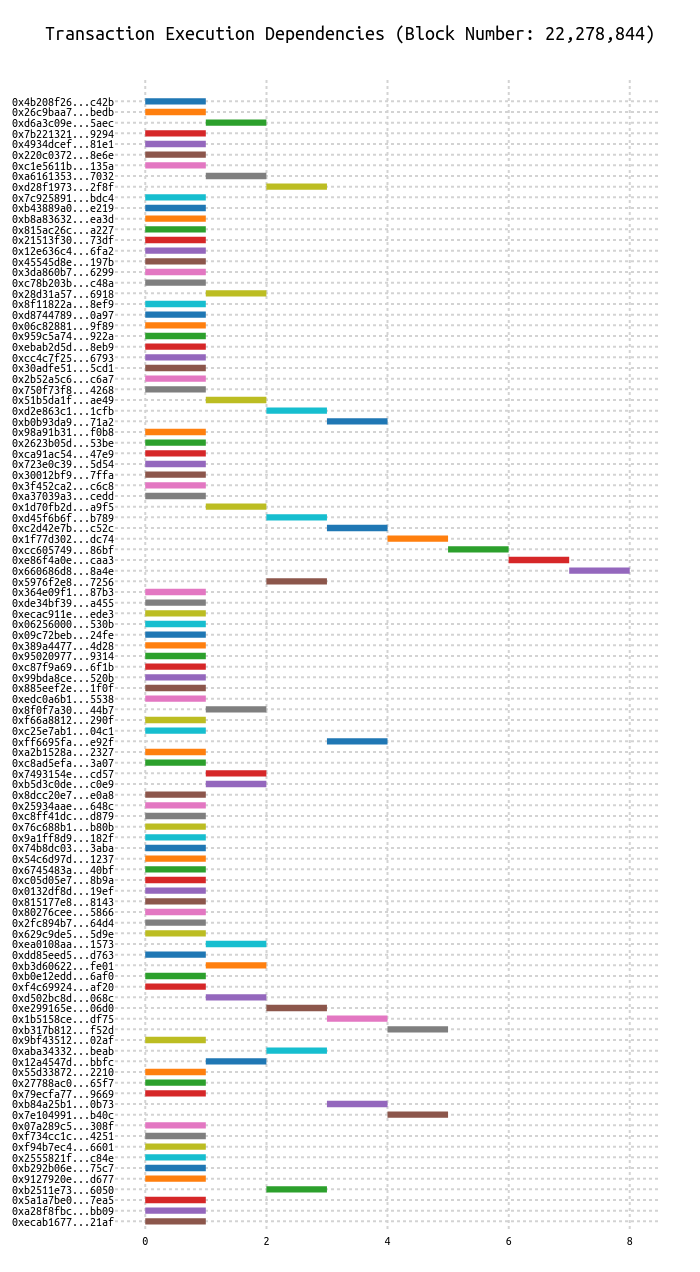 Transaction Execution Dependencies (Block Number: 22,278,844)
0x4b208f26...c42b
0x26c9baa7...bedb
0xd6a3c09e...5aec
0x7b221321...9294
0x4934dcef...81e1
0x220c0372...8e6e
0xc1e5611b...135a
0xa6161353...7032
0xd28f1973...2f8f
0x7c925891...bdc4
0xb43889a0...e219
0xb8a83632...ea3d
0x815ac26c...a227
0x21513f30...73df
0x12e636c4...6fa2
0x45545d8e...197b
0x3da860b7...6299
0xc78b203b...c48a
0x28d31a57...6918
0x8f11822a...8ef9
0xd8744789...0a97
0x06c82881...9f89
0x959c5a74...922a
0xebab2d5d...8eb9
0xcc4c7f25...6793
0x30adfe51...5cd1
0x2b52a5c6...c6a7
0x750f73f8...4268
0x51b5da1f...ae49
0xd2e863c1...1cfb
0xb0b93da9...71a2
0x98a91b31...f0b8
0x2623b05d...53be
0xca91ac54...47e9
0x723e0c39...5d54
0x30012bf9...7ffa
0x3f452ca2...c6c8
0xa37039a3...cedd
0x1d70fb2d...a9f5
0xd45f6b6f...b789
0xc2d42e7b...c52c
0x1f77d302...dc74
0xcc605749...86bf
0xe86f4a0e...caa3
0x660686d8...8a4e
0x5976f2e8...7256
0x364e09f1...87b3
0xde34bf39...a455
0xecac911e...ede3
0x06256000...530b
0x09c72beb...24fe
0x389a4477...4d28
0x95020977...9314
0xc87f9a69...6f1b
0x99bda8ce...520b
0x885eef2e...1f0f
0xedc0a6b1...5538
0x8f0f7a30...44b7
0xf66a8812...290f
0xc25e7ab1...04c1
0xff6695fa...e92f
0xa2b1528a...2327
0xc8ad5efa...3a07
0x7493154e...cd57
0xb5d3c0de...c0e9
0x8dcc20e7...e0a8
0x25934aae...648c
0xc8ff41dc...d879
0x76c688b1...b80b
0x9a1ff8d9...182f
0x74b8dc03...3aba
0x54c6d97d...1237
0x6745483a...40bf
0xc05d05e7...8b9a
0x0132df8d...19ef
0x815177e8...8143
0x80276cee...5866
0x2fc894b7...64d4
0x629c9de5...5d9e
0xea0108aa...1573
0xdd85eed5...d763
0xb3d60622...fe01
0xb0e12edd...6af0
0xf4c69924...af20
0xd502bc8d...068c
0xe299165e...06d0
0x1b5158ce...df75
0xb317b812...f52d
0x9bf43512...02af
0xaba34332...beab
0x12a4547d...bbfc
0x55d33872...2210
0x27788ac0...65f7
0x79ecfa77...9669
0xb84a25b1...0b73
0x7e104991...b40c
0x07a289c5...308f
0xf734cc1c...4251
0xf94b7ec4...6601
0x2555821f...c84e
0xb292b06e...75c7
0x9127920e...d677
0xb2511e73...6050
0x5a1a7be0...7ea5
0xa28f8fbc...bb09
0xecab1677...21af
0 2 4 6 8